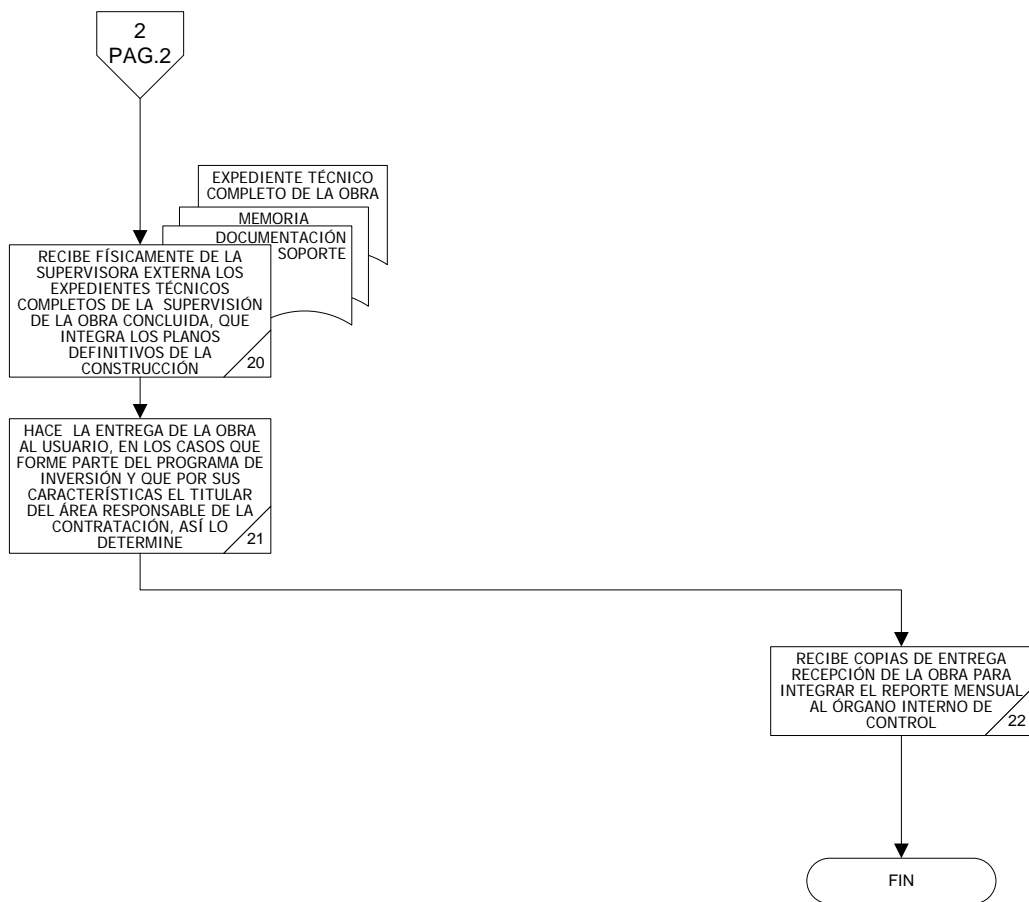 2
PAG.2
EXPEDIENTE TÉCNICO
COMPLETO DE LA OBRA
MEMORIA
DOCUMENTACIÓN
SOPORTE
RECIBE FÍSICAMENTE DE LA
SUPERVISORA EXTERNA LOS
EXPEDIENTES TÉCNICOS
COMPLETOS DE LA SUPERVISIÓN
DE LA OBRA CONCLUIDA, QUE
INTEGRA LOS PLANOS
DEFINITIVOS DE LA
CONSTRUCCIÓN
20
HACE LA ENTREGA DE LA OBRA
AL USUARIO, EN LOS CASOS QUE
FORME PARTE DEL PROGRAMA DE
INVERSIÓN Y QUE POR SUS
CARACTERÍSTICAS EL TITULAR
DEL ÁREA RESPONSABLE DE LA
CONTRATACIÓN, ASÍ LO
DETERMINE
21
RECIBE COPIAS DE ENTREGA
RECEPCIÓN DE LA OBRA PARA
INTEGRAR EL REPORTE MENSUAL
AL ÓRGANO INTERNO DE
CONTROL
22
FIN